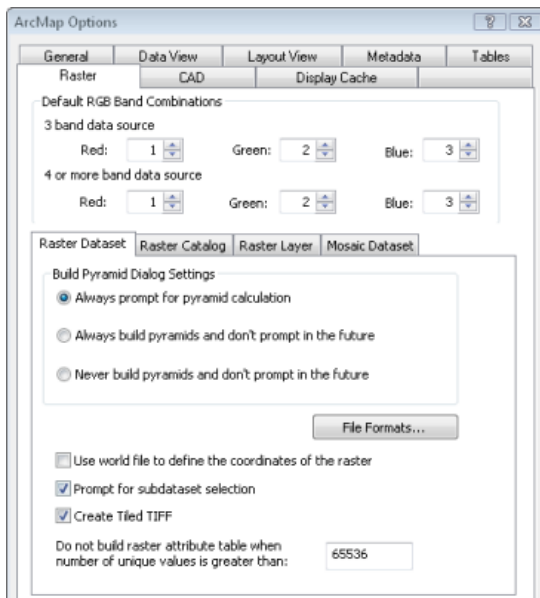 ArcMap Options
General Data View Layout View Metadata Tables
Raster CAD Display Cache
Default RGB Band Combinations
3 band data source
Red: 1 Green: 2 Blue: 3
4 or more band data source
Red: 1 Green: 2 Blue: 3
Raster Dataset Raster Catalog Raster Layer Mosaic Dataset
Build Pyramid Dialog Settings
Always prompt for pyramid calculation
Always build pyramids and don't prompt in the future
Never build pyramids and don't prompt in the future
File Formats...
Use world file to define the coordinates of the raster
Prompt for subdataset selection
Create Tiled TIFF
Do not build raster attribute table when
number of unique values is greater than: 65536